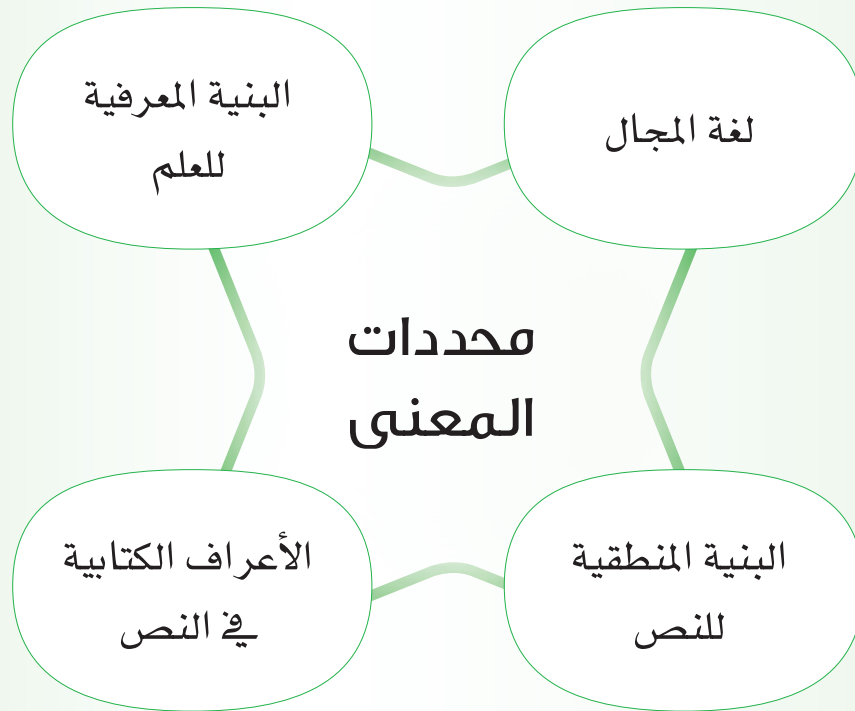 لغة المجال
البنية المعرفية
للعلم
محددات
المعنى
البنية المنطقية
للنص
الأعراف الكتابية
في النص